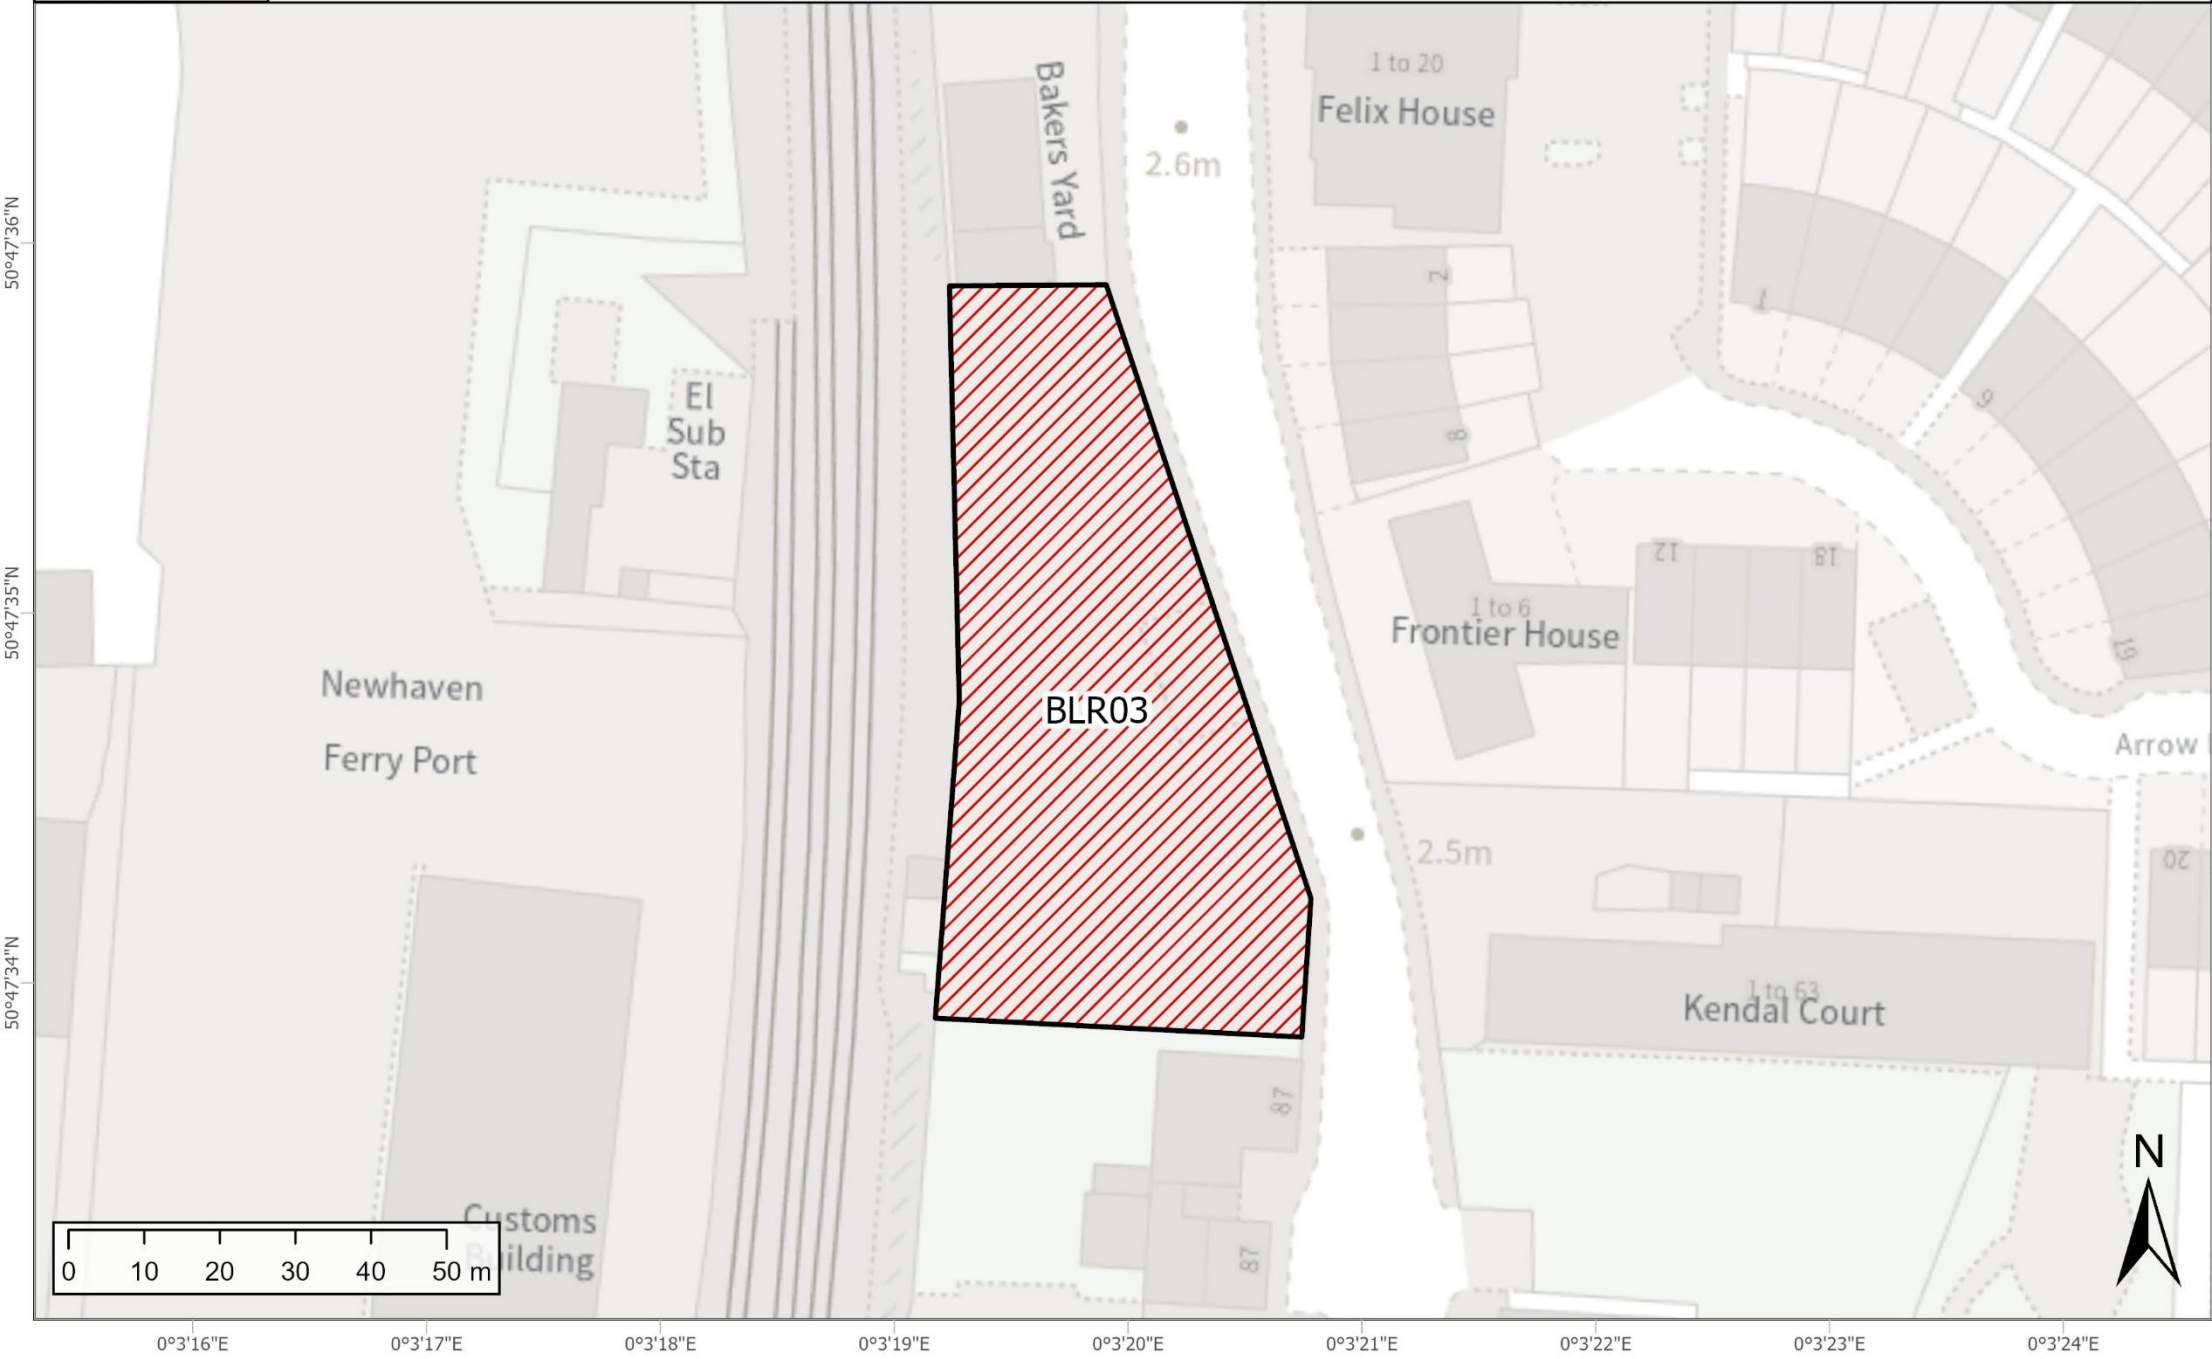 1 to 20
Felix House
Bakers Yard
2.6m
2
8
1
9
19
El
Sub
Sta
12
18
1 to 6
Frontier House
Newhaven
Ferry Port
BLR03
Arrow
2.5m
20
1 to 63
Kendal Court
87
87
Customs
Building
0 10 20 30 40 50 m
N
50°47'36"N
50°47'35"N
50°47'34"N
0°3'16"E 0°3'17"E 0°3'18"E 0°3'19"E 0°3'20"E 0°3'21"E 0°3'22"E 0°3'23"E 0°3'24"E